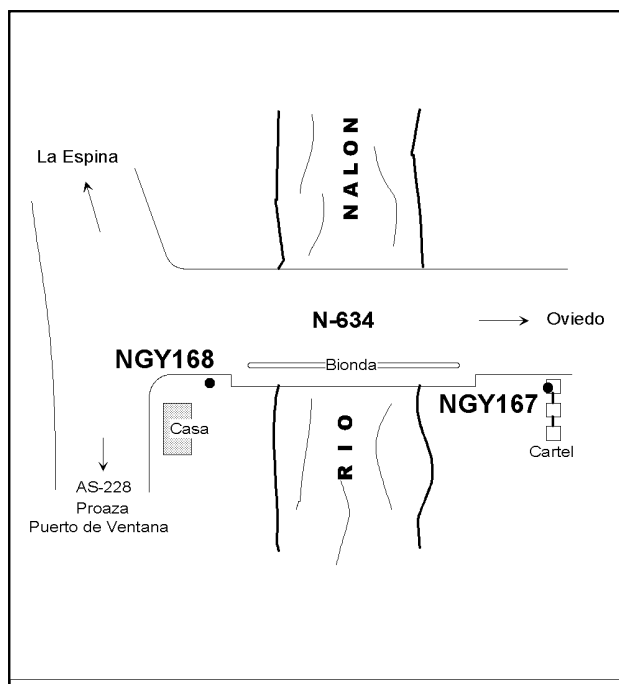 La Espina
NALON
N-634
Oviedo
NGY168
Bionda
NGY167
Casa
RIO
Cartel
AS-228
Proaza
Puerto de Ventana